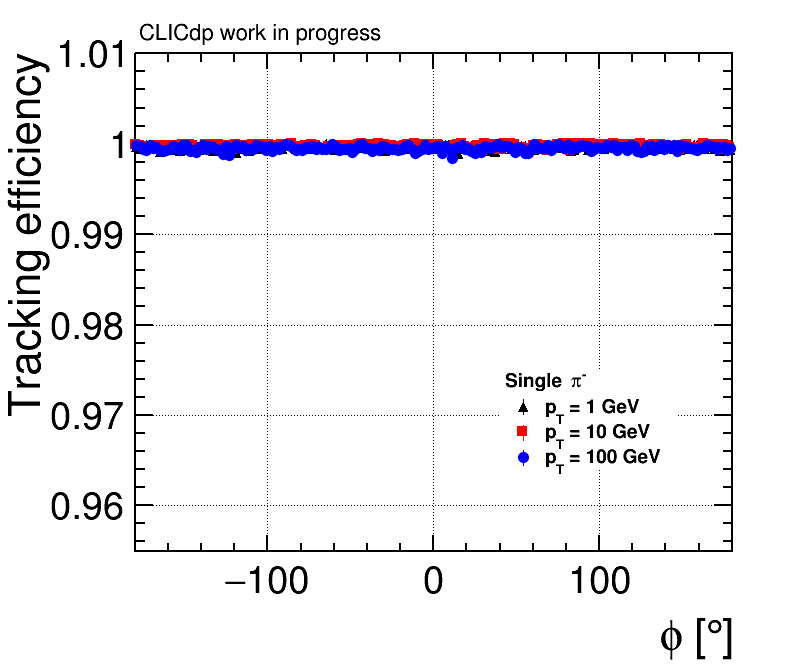 CLICdp work in progress
Tracking efficiency
1.01
1
0.99
0.98
0.97
0.96
Single π⁻
p_T = 1 GeV
p_T = 10 GeV
p_T = 100 GeV
−100 0 100
ϕ [°]